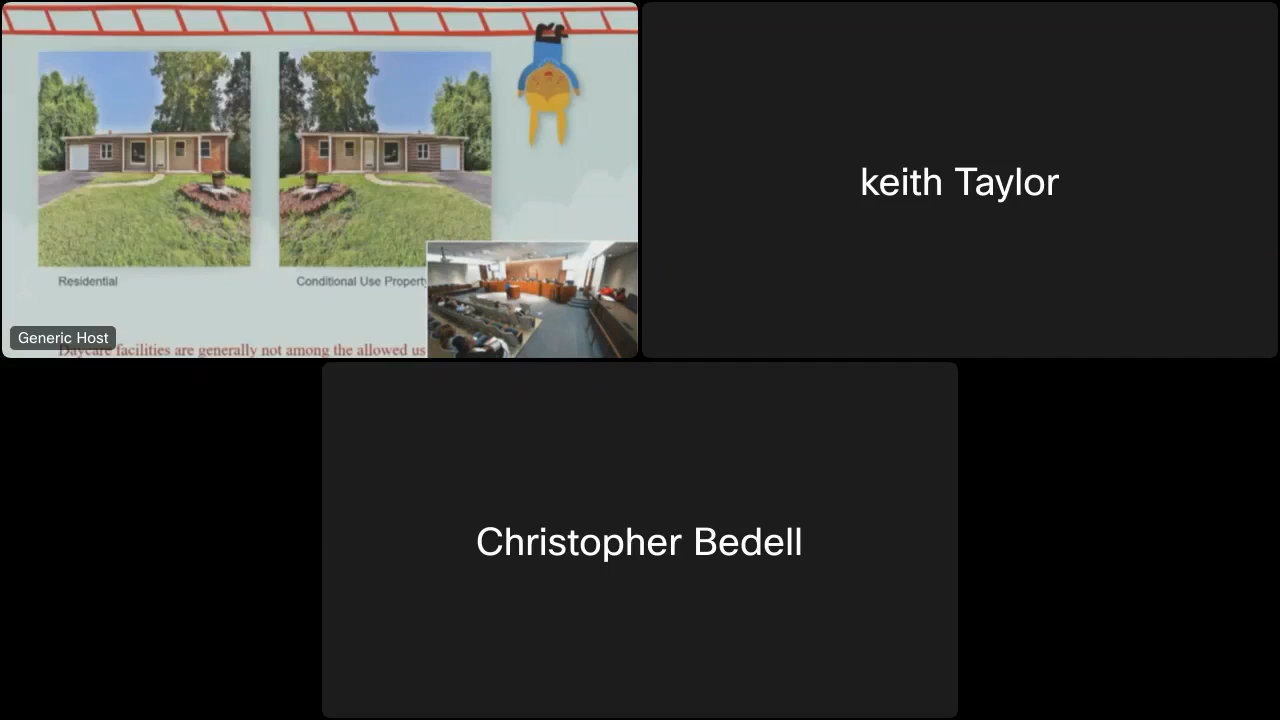 Residential
Conditional Use Property
Generic Host
Daycare facilities are generally not among the allowed us
keith Taylor
Christopher Bedell